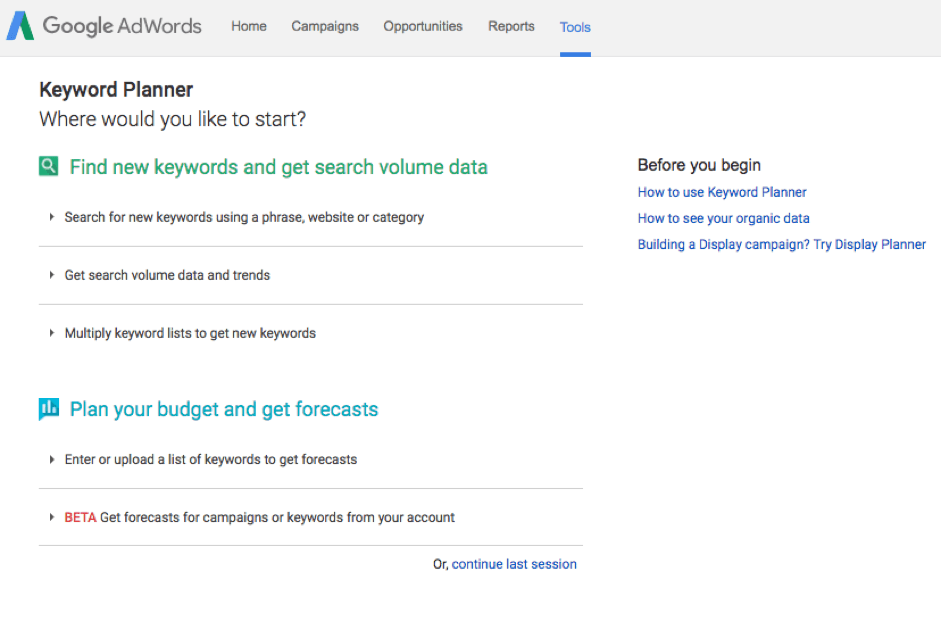 Google AdWords Home Campaigns Opportunities Reports Tools
Keyword Planner
Where would you like to start?
Find new keywords and get search volume data
Search for new keywords using a phrase, website or category
Get search volume data and trends
Multiply keyword lists to get new keywords
Plan your budget and get forecasts
Enter or upload a list of keywords to get forecasts
BETA Get forecasts for campaigns or keywords from your account
Or, continue last session
Before you begin
How to use Keyword Planner
How to see your organic data
Building a Display campaign? Try Display Planner